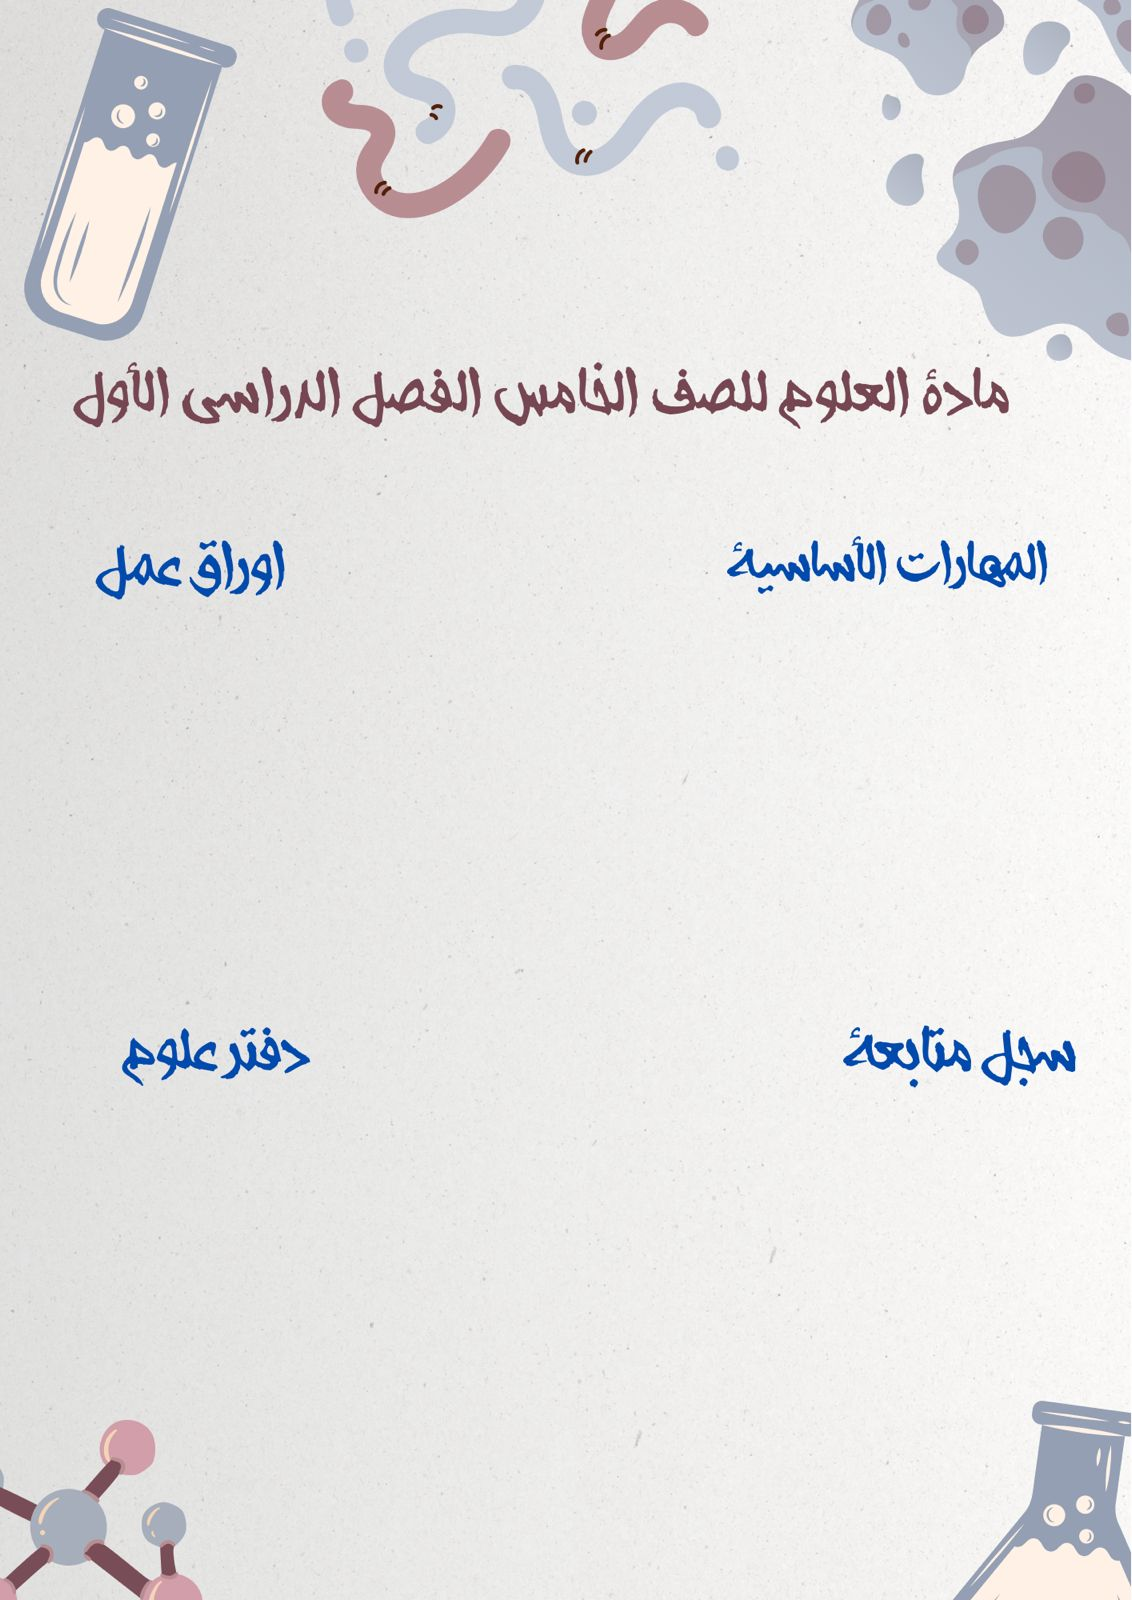 مادة العلوم للصف الخامس الفصل الدراسى الأول
المهارات الأساسية
اوراق عمل
سجل متابعة
دفتر علوم